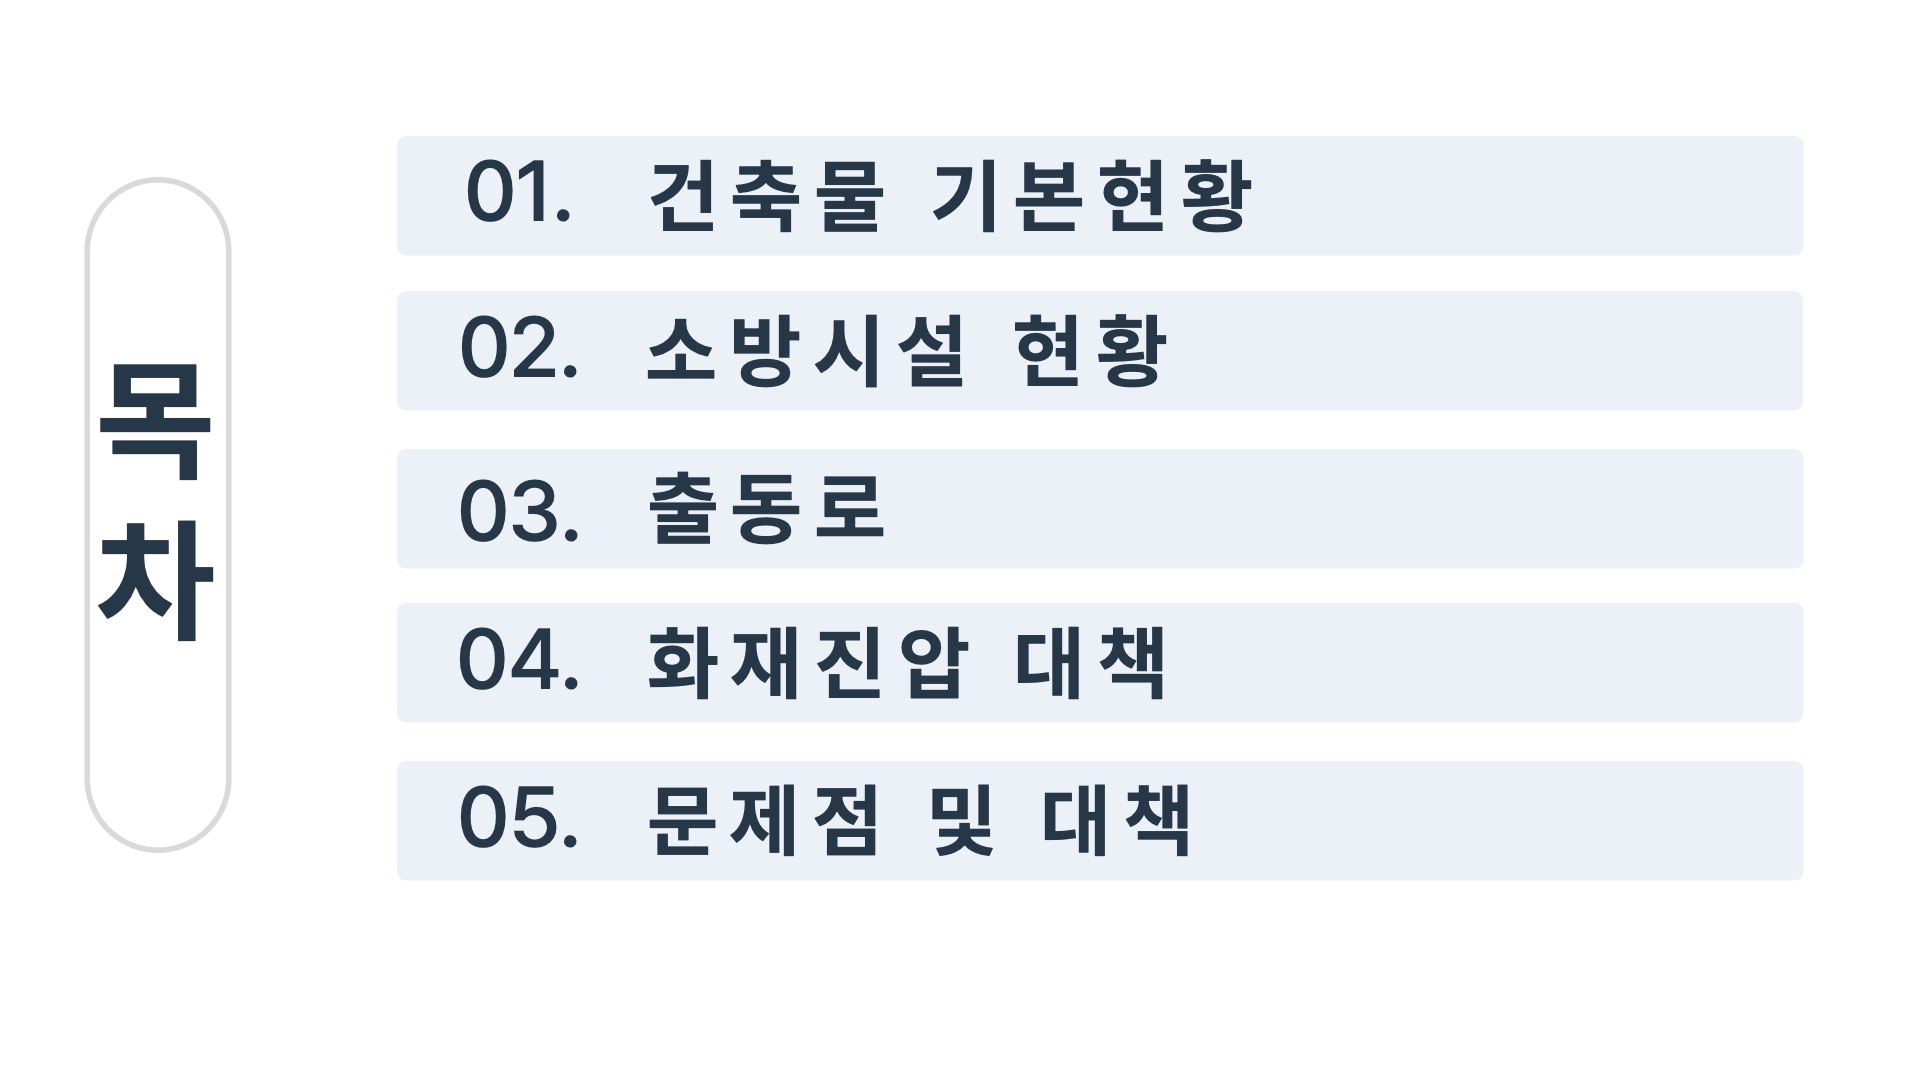 목
차
01. 건축물 기본현황
02. 소방시설 현황
03. 출동로
04. 화재진압 대책
05. 문제점 및 대책